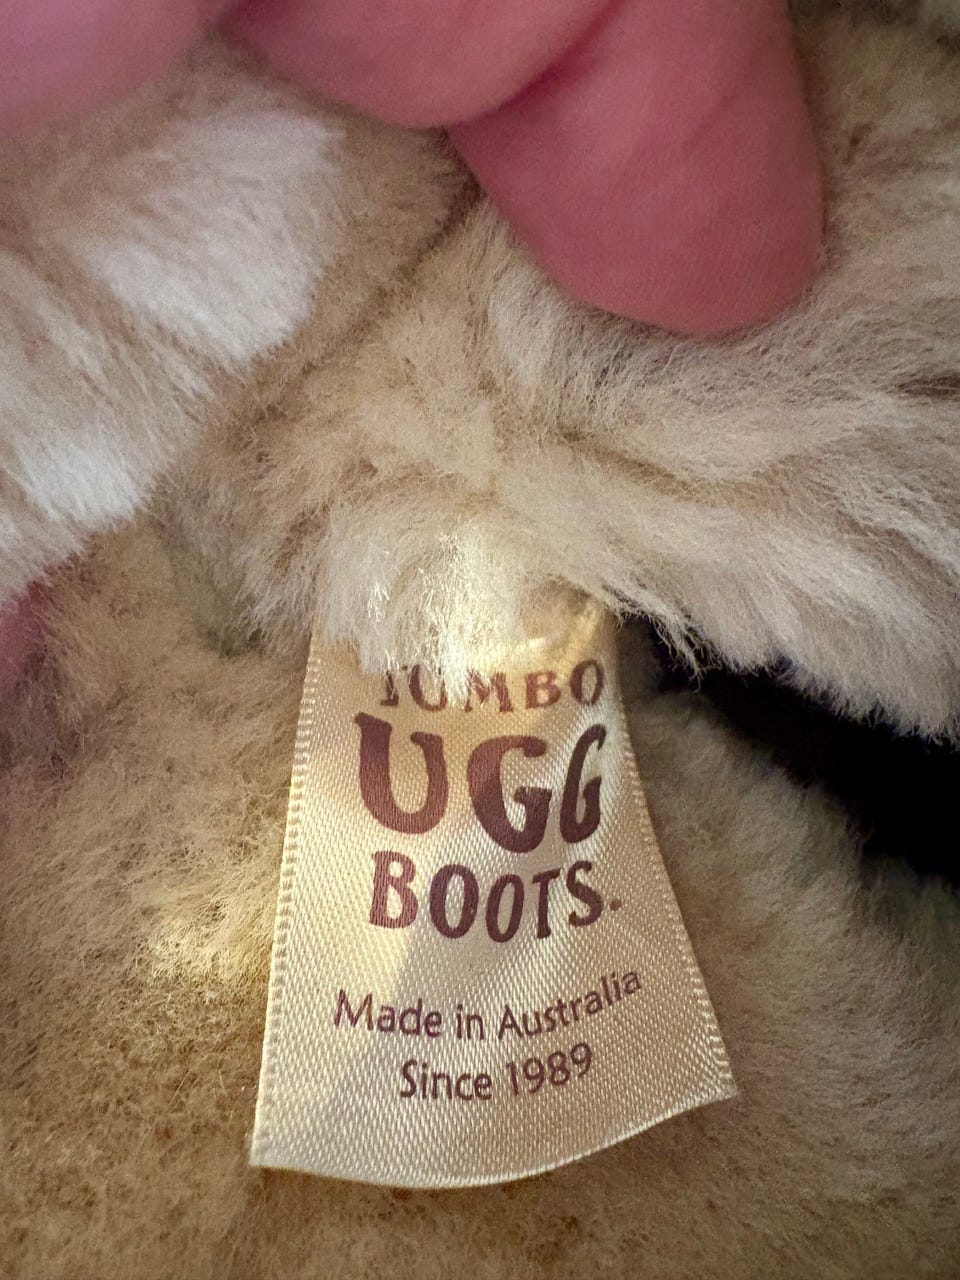 JUMBO
UGG
BOOTS.
Made in Australia
Since 1989